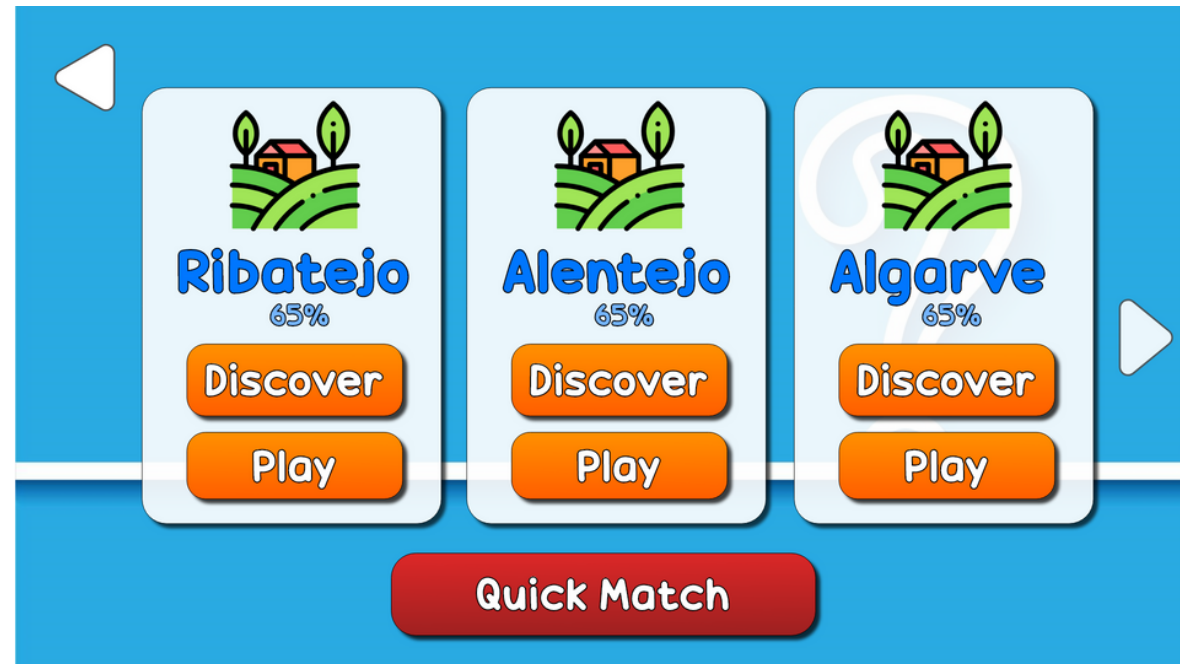 Ribatejo
65%
Discover
Play
Alentejo
65%
Discover
Play
Algarve
65%
Discover
Play
Quick Match